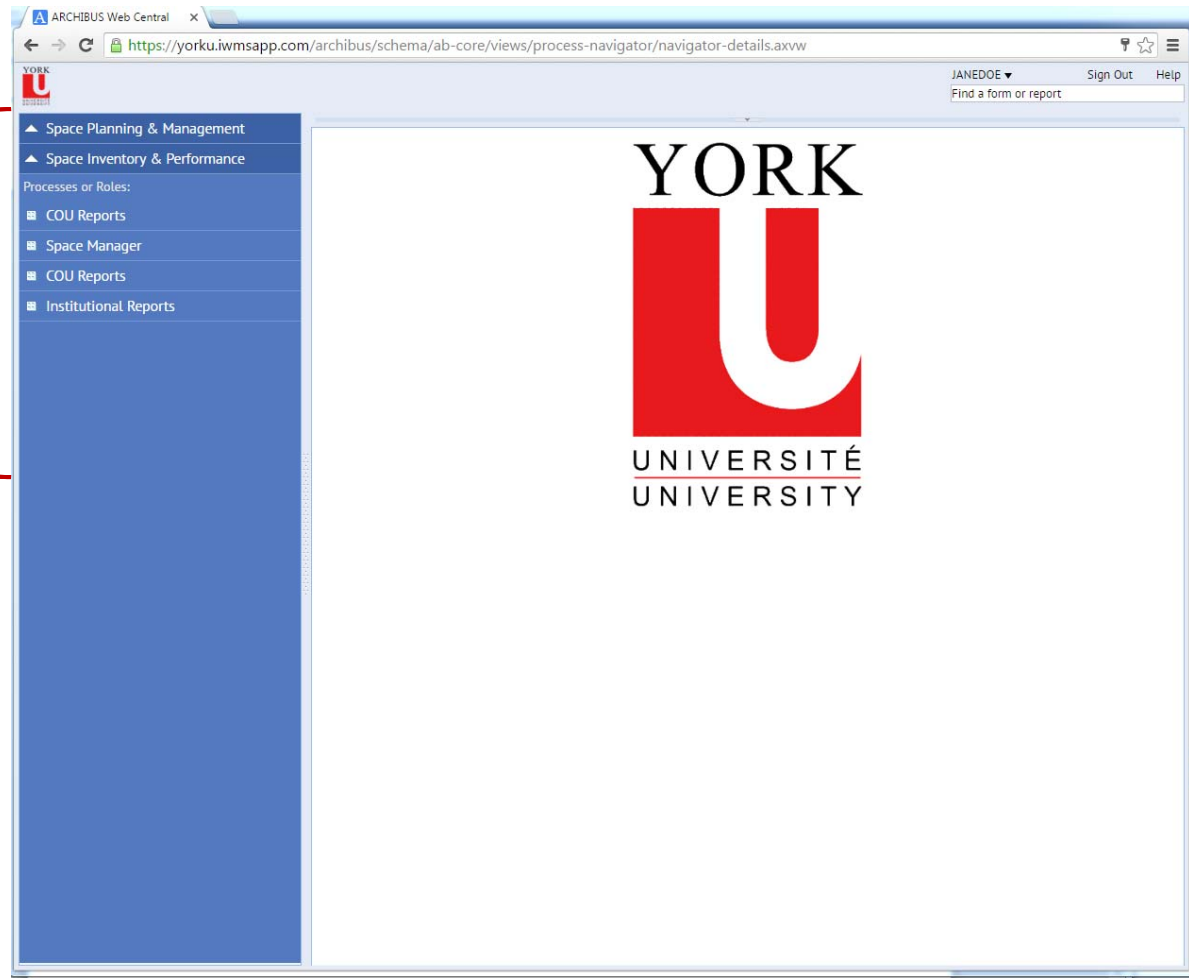 ARCHIBUS Web Central
https://yorku.iwmsapp.com/archibus/schema/ab-core/views/process-navigator/navigator-details.axvw
YORK
U
JANEDOE Sign Out Help
Find a form or report
Space Planning & Management
Space Inventory & Performance
Processes or Roles:
COU Reports
Space Manager
COU Reports
Institutional Reports
YORK
U
UNIVERSITÉ
UNIVERSITY